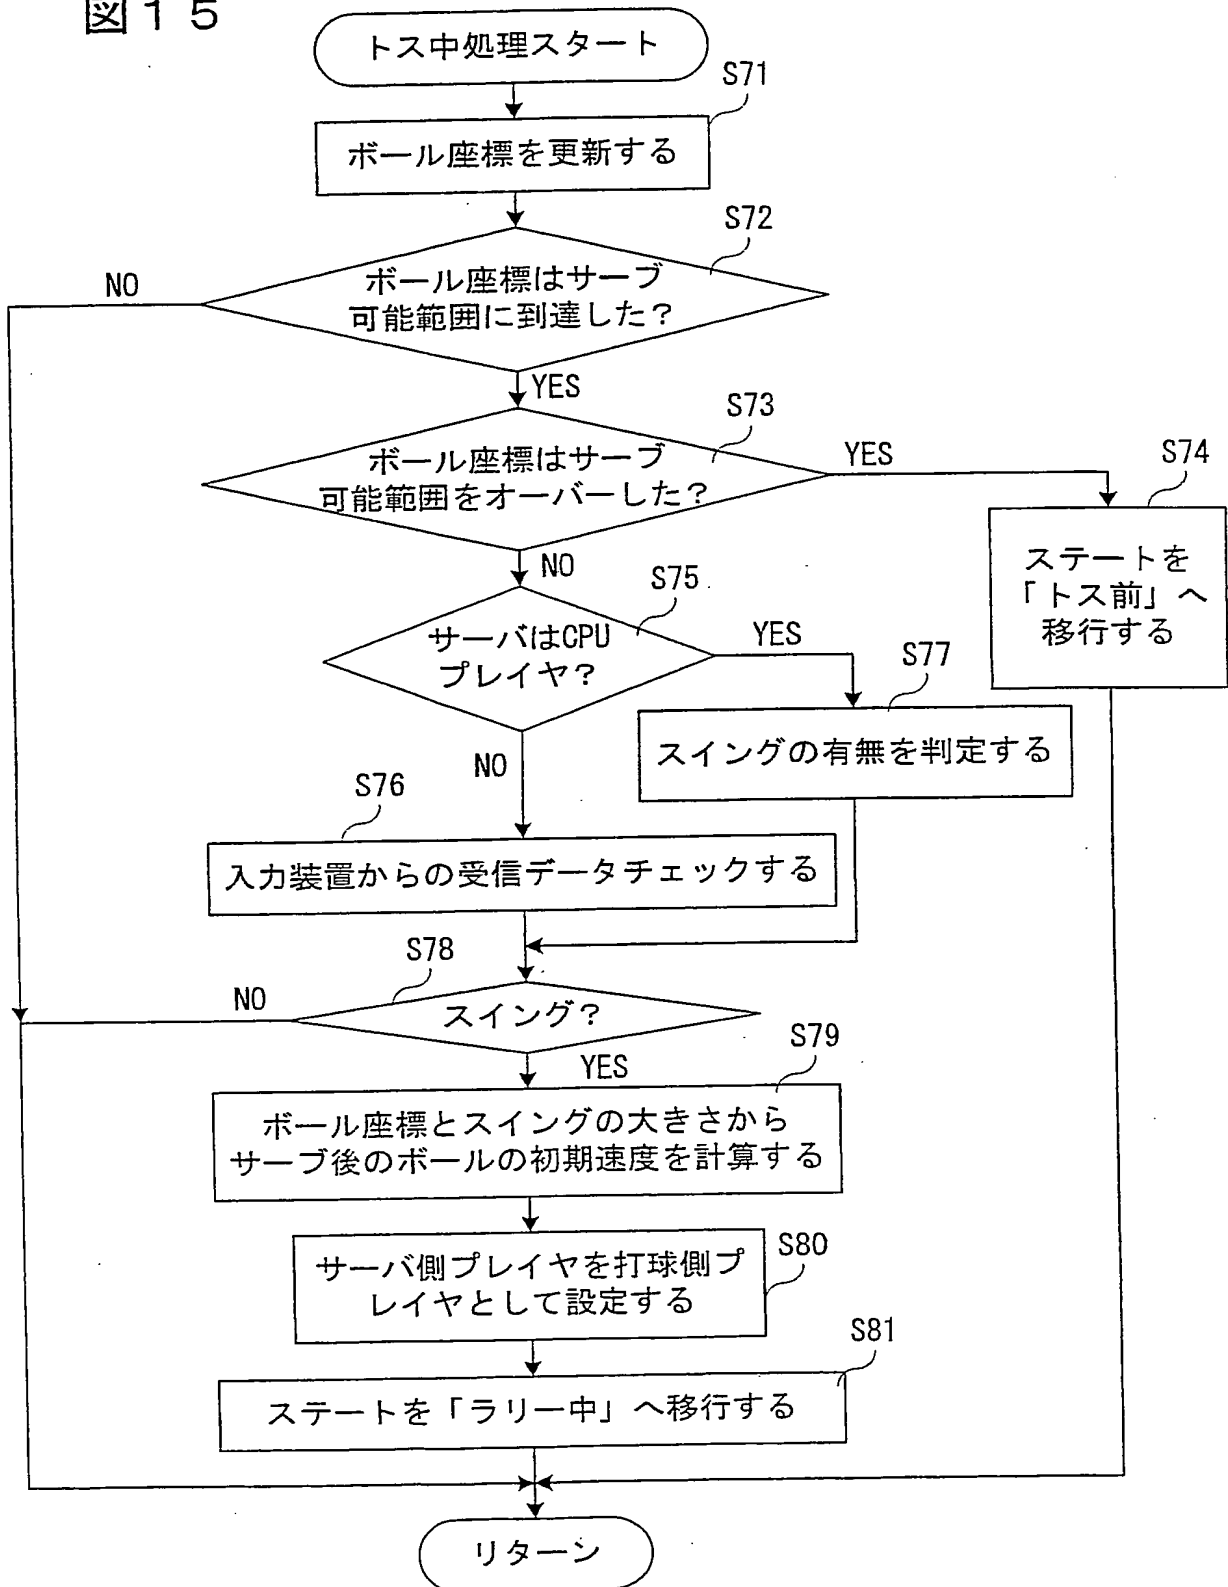 図15
トス中処理スタート
S71
ボール座標を更新する
S72
ボール座標はサーブ
可能範囲に到達した？
NO
YES
S73
ボール座標はサーブ
可能範囲をオーバーした？
YES
S74
ステートを
「トス前」へ
移行する
NO
S75
サーバはCPU
プレイヤ？
YES
S77
スイングの有無を判定する
NO
S76
入力装置からの受信データチェックする
S78
スイング？
NO
YES
S79
ボール座標とスイングの大きさから
サーブ後のボールの初期速度を計算する
S80
サーバ側プレイヤを打球側プ
レイヤとして設定する
S81
ステートを「ラリー中」へ移行する
リターン